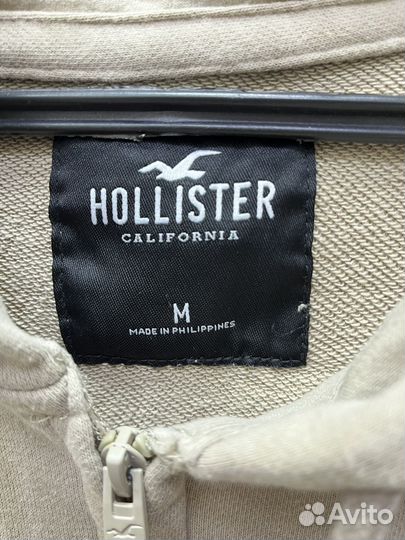 HOLLISTER
CALIFORNIA
M
MADE IN PHILIPPINES
Avito